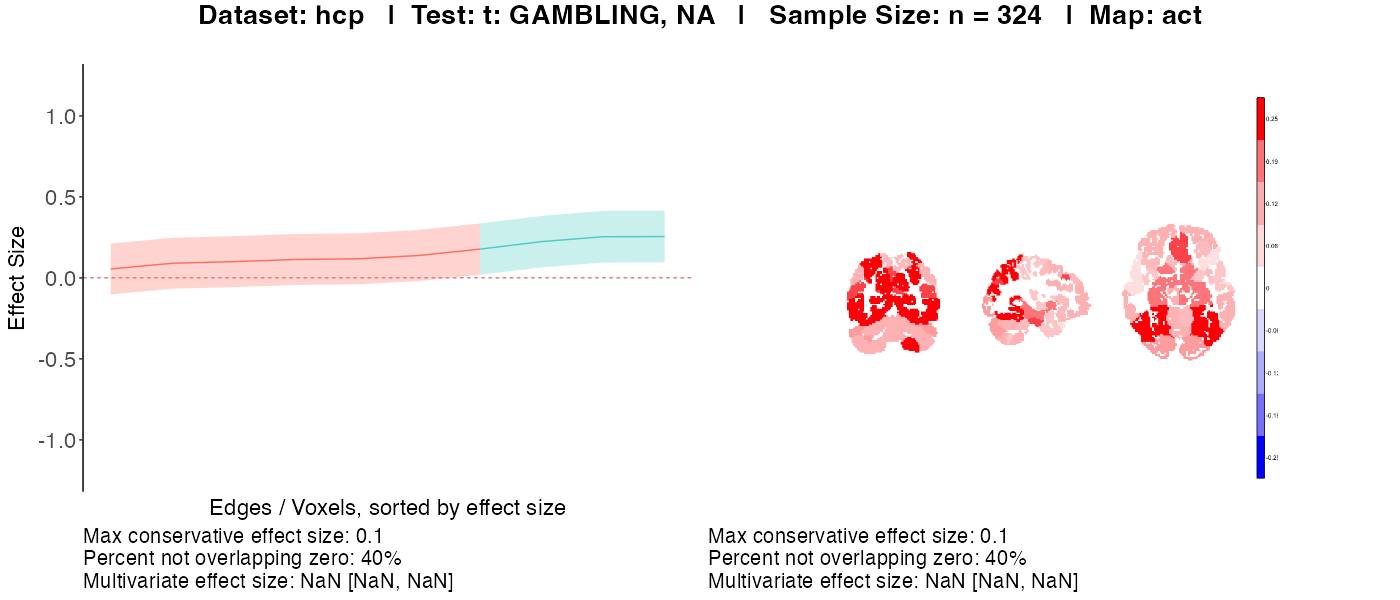 Dataset: hcp | Test: t: GAMBLING, NA | Sample Size: n = 324 | Map: act
Effect Size
1.0
0.5
0.0
-0.5
-1.0
Edges / Voxels, sorted by effect size
Max conservative effect size: 0.1
Percent not overlapping zero: 40%
Multivariate effect size: NaN [NaN, NaN]
0.25
0.19
0.12
0.06
0
Max conservative effect size: 0.1
Percent not overlapping zero: 40%
Multivariate effect size: NaN [NaN, NaN]